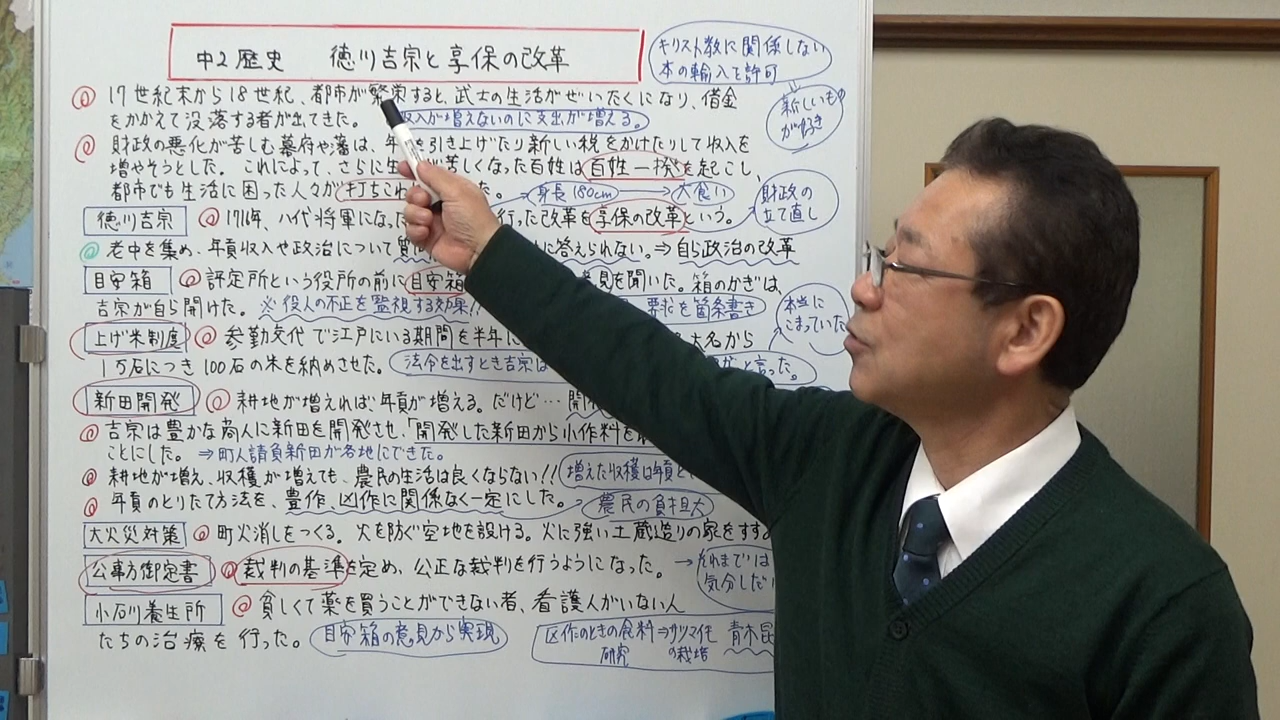 中2 歴史 徳川吉宗と享保の改革
キリスト教に関係しない
本の輸入を許可
新しいもの
が好き
@ 17世紀末から18世紀、都市が繁栄すると、武士の生活がぜいたくになり、借金
をかかえて没落する者が出てきた。
収入が増えないのに支出が増える。
@ 財政の悪化が苦しむ幕府や藩は、年 を引き上げたり新しい税をかけたりして収入を
増やそうとした。これによって、さらに生 が苦しくなった百姓は百姓一揆を起こし、
都市でも生活に困った人々が打ちこわ た。
身長180cm → 大食い
財政の
立て直し
徳川吉宗 @ 1716年、八代将軍になった 行った改革を享保の改革という。
@ 老中を集め、年貢収入や政治について質 に答えられない。⇒ 自ら政治の改革
目安箱 @ 評定所という役所の前に目安箱 意見を聞いた。箱のかぎは
吉宗が自ら開けた。 ※役人の不正を監視する効果!! 要求を箇条書き
本当に
こまっていた
上げ米制度 @ 参勤交代で江戸にいる期間を半年に 大名から
1万石につき100石の米を納めさせた。 法令を出すとき吉宗は と言った。
新田開発 @ 耕地が増えれば、年貢が増える。だけど… 開
@ 吉宗は豊かな商人に新田を開発させ、「開発した新田から小作料を
ことにした。 ⇒町人請負新田が各地にできた。
@ 耕地が増え、収穫が増えても、農民の生活は良くならない!! 増えた収穫は年貢と
@ 年貢のとりたて方法を、豊作、凶作に関係なく一定にした。 農民の負担大
大火災対策 @ 町火消しをつくる。火を防ぐ空地を設ける。火に強い土蔵造りの家をすす
公事方御定書 @ 裁判の基準を定め、公正な裁判を行うようになった。 → それまでは
気分しだい
小石川養生所 @ 貧しくて薬を買うことができない者、看護人がいない人
たちの治療を行った。 目安箱の意見から実現
凶作のときの食料 ⇒サツマイモ 青木昆
研究 の栽培